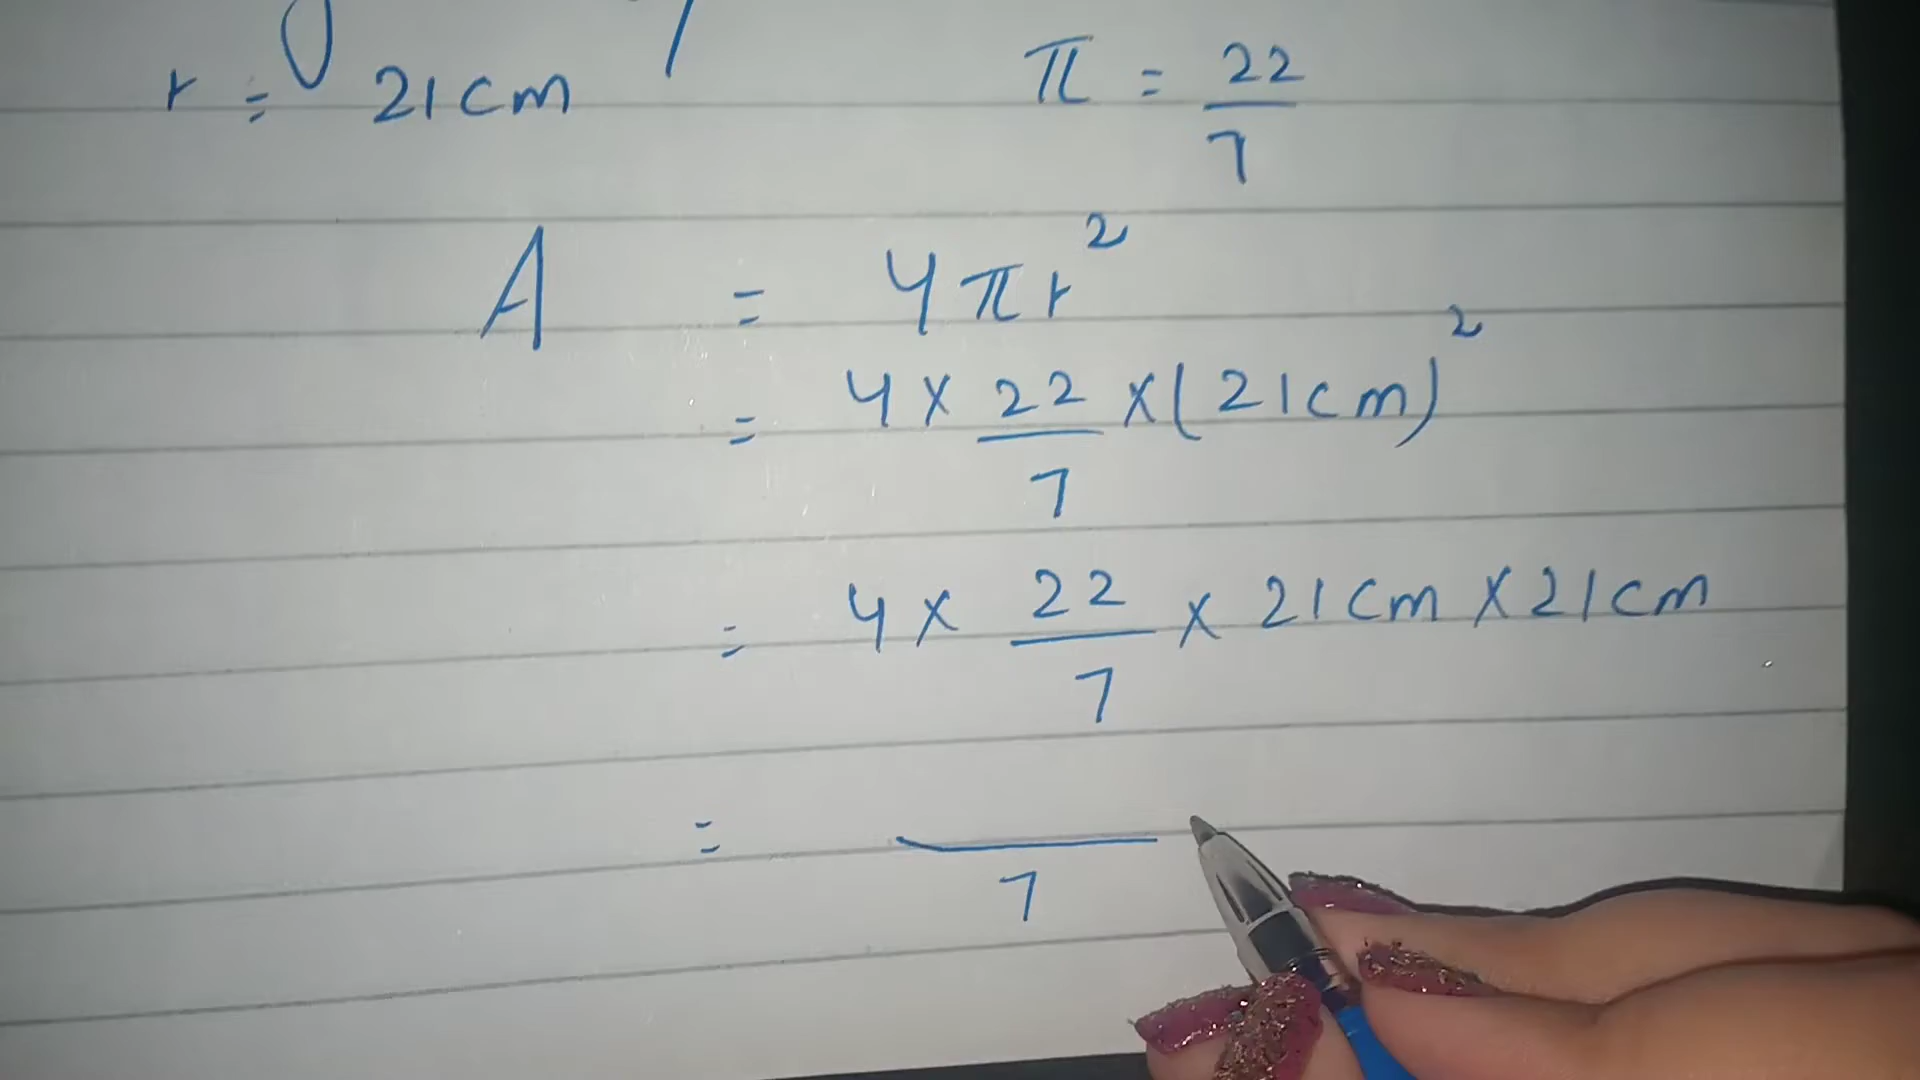 r = 21cm π = 22/7
A = 4πr²
= 4 × 22/7 × (21cm)²
= 4 × 22/7 × 21cm × 21cm
= /7